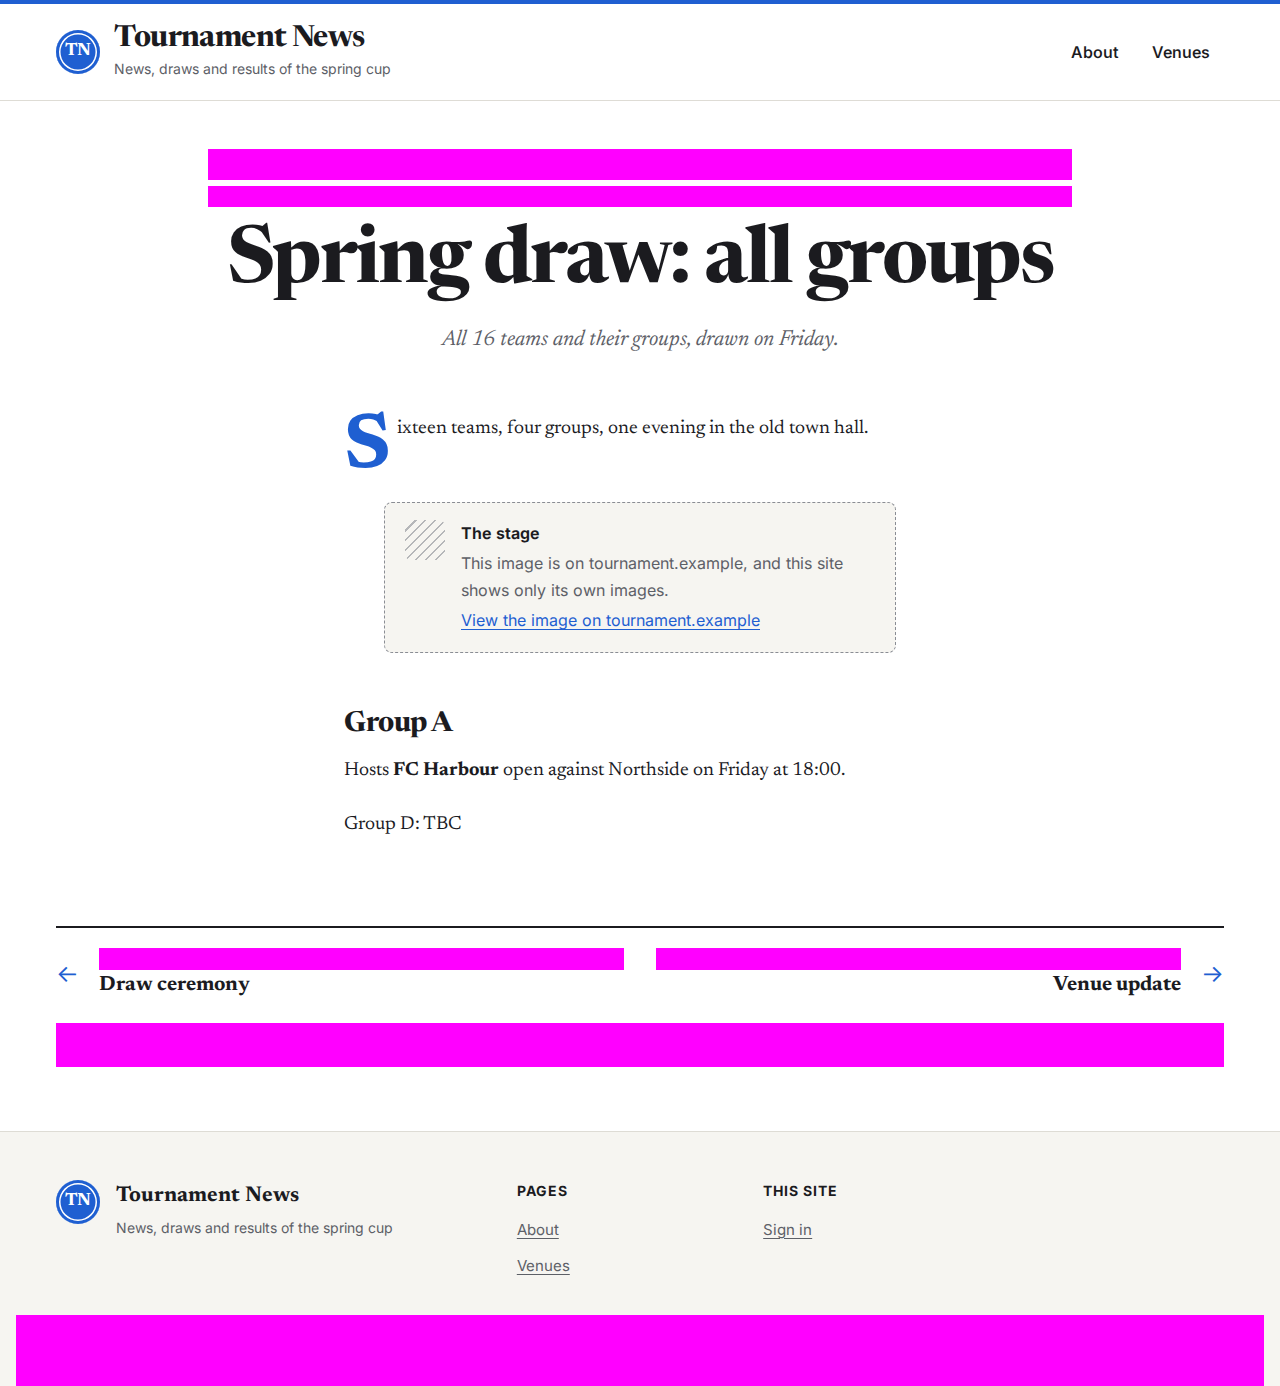 TN
Tournament News
News, draws and results of the spring cup
About
Venues
Spring draw: all groups
All 16 teams and their groups, drawn on Friday.
Sixteen teams, four groups, one evening in the old town hall.
The stage
This image is on tournament.example, and this site
shows only its own images.
View the image on tournament.example
Group A
Hosts FC Harbour open against Northside on Friday at 18:00.
Group D: TBC
← Draw ceremony
Venue update →
TN
Tournament News
News, draws and results of the spring cup
PAGES
About
Venues
THIS SITE
Sign in